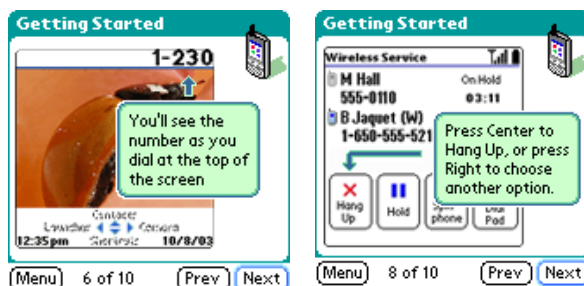 Getting Started
1-230
You'll see the
number as you
dial at the top of
the screen
Contacts
Launcher Camera
12:35pm Shortcuts 10/8/03
Menu 6 of 10 Prev Next
Getting Started
Wireless Service
M Hall On Hold
555-0110 03:11
B Jaquet (W)
1-650-555-521
Press Center to
Hang Up, or press
Right to choose
another option.
Hang
Up
Hold
phone
Dial
Pad
Menu 8 of 10 Prev Next